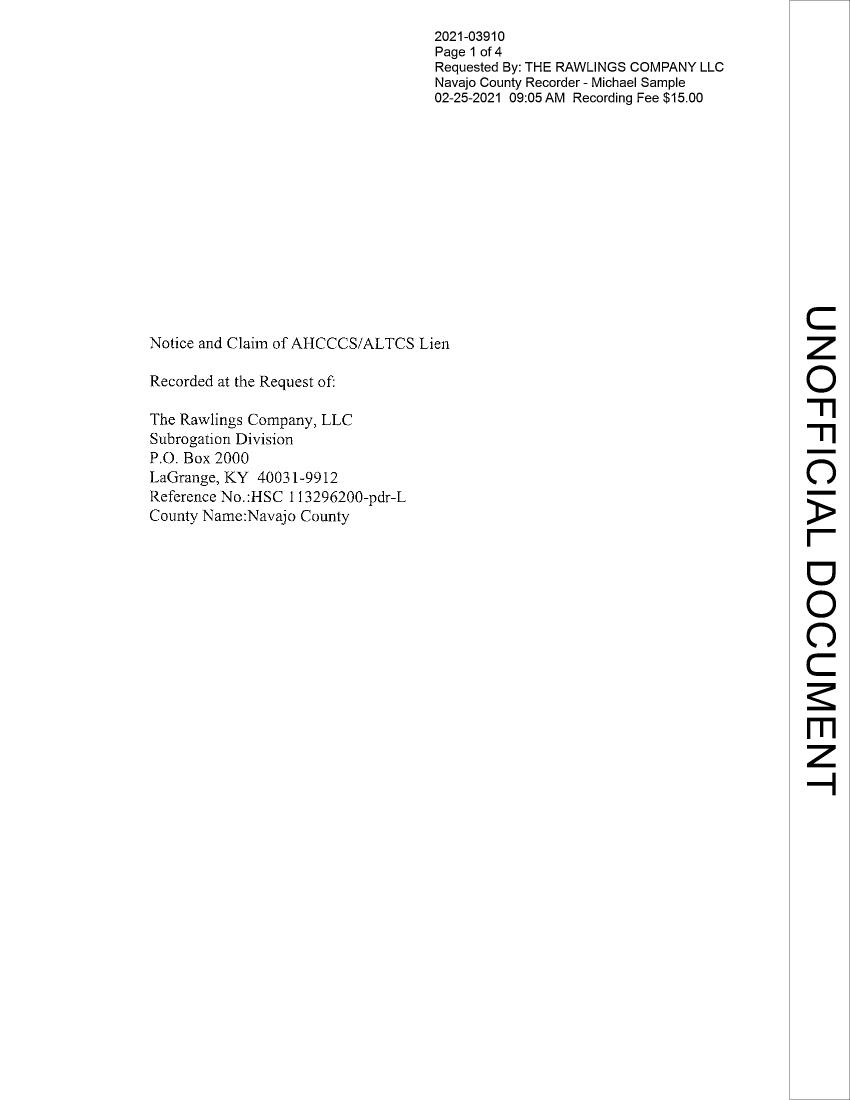 2021-03910
Page 1 of 4
Requested By: THE RAWLINGS COMPANY LLC
Navajo County Recorder - Michael Sample
02-25-2021 09:05 AM Recording Fee $15.00
Notice and Claim of AHCCCS/ALTCS Lien
Recorded at the Request of:
The Rawlings Company, LLC
Subrogation Division
P.O. Box 2000
LaGrange, KY 40031-9912
Reference No.:HSC 113296200-pdr-L
County Name:Navajo County
UNOFFICIAL DOCUMENT